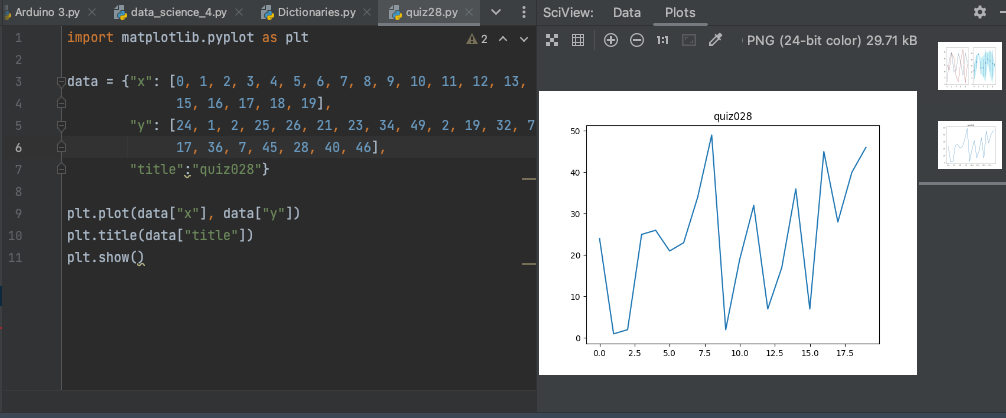 Arduino 3.py × data_science_4.py × Dictionaries.py × quiz28.py ×
SciView: Data Plots
1:1 PNG (24-bit color) 29.71 kB
2
1 import matplotlib.pyplot as plt
2
3 data = {"x": [0, 1, 2, 3, 4, 5, 6, 7, 8, 9, 10, 11, 12, 13,
4 15, 16, 17, 18, 19],
5 "y": [24, 1, 2, 25, 26, 21, 23, 34, 49, 2, 19, 32, 7
6 17, 36, 7, 45, 28, 40, 46],
7 "title":"quiz028"}
8
9 plt.plot(data["x"], data["y"])
10 plt.title(data["title"])
11 plt.show()
quiz028
50
40
30
20
10
0
0.0 2.5 5.0 7.5 10.0 12.5 15.0 17.5